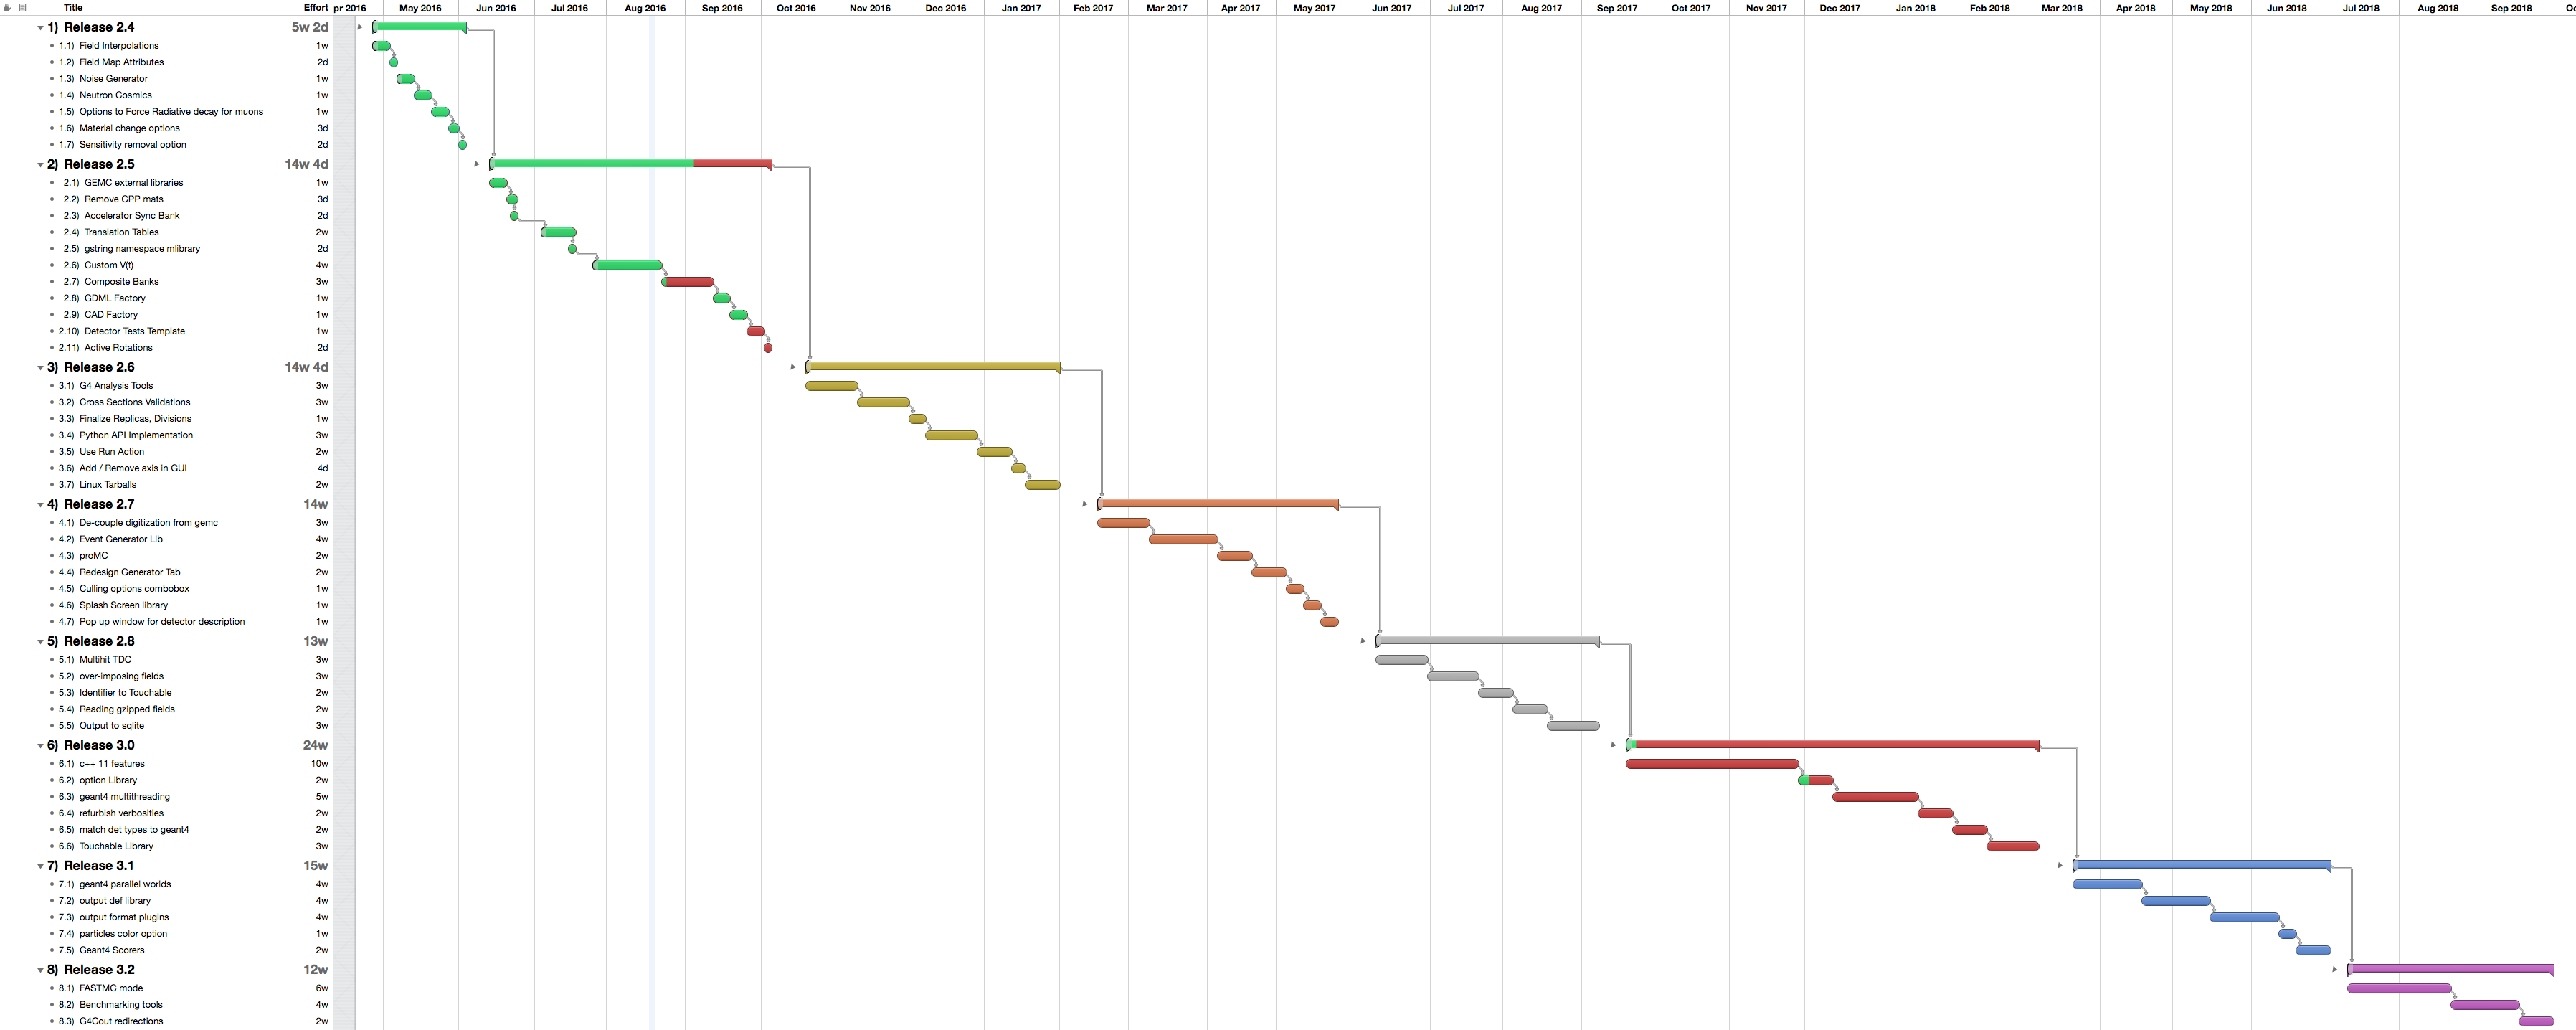 Title Effort pr 2016 May 2016 Jun 2016 Jul 2016 Aug 2016 Sep 2016 Oct 2016 Nov 2016 Dec 2016 Jan 2017 Feb 2017 Mar 2017 Apr 2017 May 2017 Jun 2017 Jul 2017 Aug 2017 Sep 2017 Oct 2017 Nov 2017 Dec 2017 Jan 2018 Feb 2018 Mar 2018 Apr 2018 May 2018 Jun 2018 Jul 2018 Aug 2018 Sep 2018 Oc
1) Release 2.4 5w 2d
1.1) Field Interpolations 1w
1.2) Field Map Attributes 2d
1.3) Noise Generator 1w
1.4) Neutron Cosmics 1w
1.5) Options to Force Radiative decay for muons 1w
1.6) Material change options 3d
1.7) Sensitivity removal option 2d
2) Release 2.5 14w 4d
2.1) GEMC external libraries 1w
2.2) Remove CPP mats 3d
2.3) Accelerator Sync Bank 2d
2.4) Translation Tables 2w
2.5) gstring namespace mlibrary 2d
2.6) Custom V(t) 4w
2.7) Composite Banks 3w
2.8) GDML Factory 1w
2.9) CAD Factory 1w
2.10) Detector Tests Template 1w
2.11) Active Rotations 2d
3) Release 2.6 14w 4d
3.1) G4 Analysis Tools 3w
3.2) Cross Sections Validations 3w
3.3) Finalize Replicas, Divisions 1w
3.4) Python API Implementation 3w
3.5) Use Run Action 2w
3.6) Add / Remove axis in GUI 4d
3.7) Linux Tarballs 2w
4) Release 2.7 14w
4.1) De-couple digitization from gemc 3w
4.2) Event Generator Lib 4w
4.3) proMC 2w
4.4) Redesign Generator Tab 2w
4.5) Culling options combobox 1w
4.6) Splash Screen library 1w
4.7) Pop up window for detector description 1w
5) Release 2.8 13w
5.1) Multihit TDC 3w
5.2) over-imposing fields 3w
5.3) Identifier to Touchable 2w
5.4) Reading gzipped fields 2w
5.5) Output to sqlite 3w
6) Release 3.0 24w
6.1) c++ 11 features 10w
6.2) option Library 2w
6.3) geant4 multithreading 5w
6.4) refurbish verbosities 2w
6.5) match det types to geant4 2w
6.6) Touchable Library 3w
7) Release 3.1 15w
7.1) geant4 parallel worlds 4w
7.2) output def library 4w
7.3) output format plugins 4w
7.4) particles color option 1w
7.5) Geant4 Scorers 2w
8) Release 3.2 12w
8.1) FASTMC mode 6w
8.2) Benchmarking tools 4w
8.3) G4Cout redirections 2w